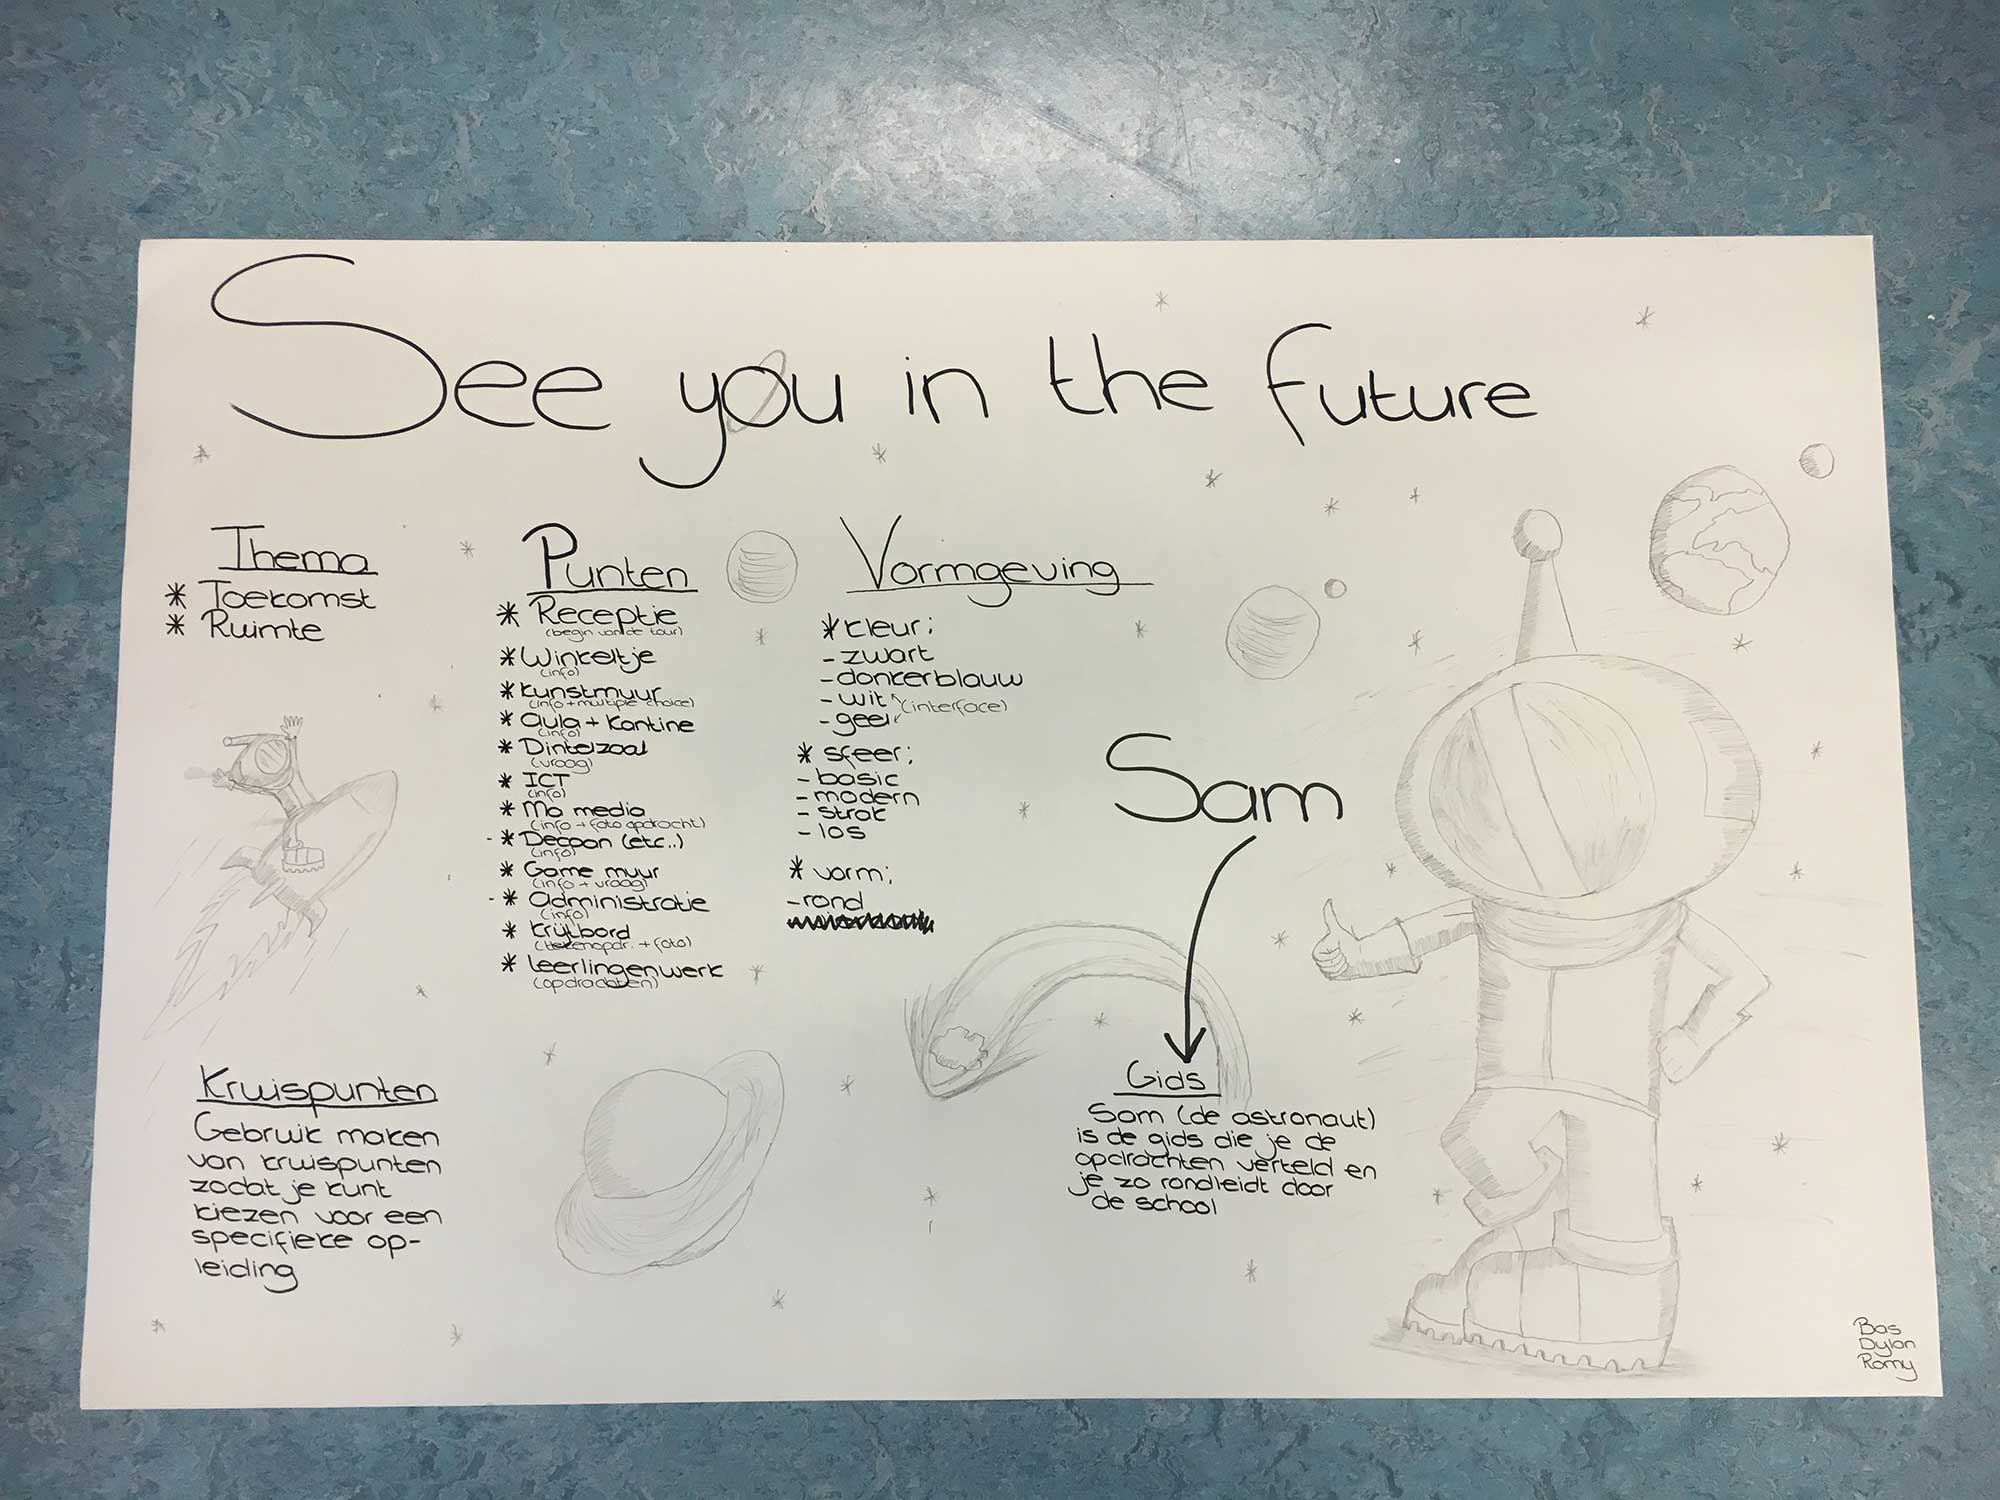 See you in the future
Thema
* Toekomst
* Ruimte
Punten
* Receptie
(begin van de tour)
* Winkeltje
(info)
* Kunstmuur
(info + multiple choice)
* Aula + Kantine
(info)
* Dintelzaal
(vraag)
* ICT
(info)
* Ma media
(info + foto opdracht)
- * Decoan (etc..)
(info)
* Game muur
(info + vraag)
- * Administratie
(info)
* Krijtbord
(tekenopdr. + foto)
* Leerlingenwerk
(opdrachten)
Vormgeving
* kleur;
- zwart
- donkerblauw
- wit (interface)
- geel
* sfeer;
- basic
- modern
- strak
- los
* vorm;
- rond
Sam
Gids
Sam (de astronaut)
is de gids die je de
opdrachten verteld en
je zo rondleidt door
de school
Kruispunten
Gebruik maken
van kruispunten
zodat je kunt
kiezen voor een
specifieke op-
leiding
Bas
Dylan
Romy